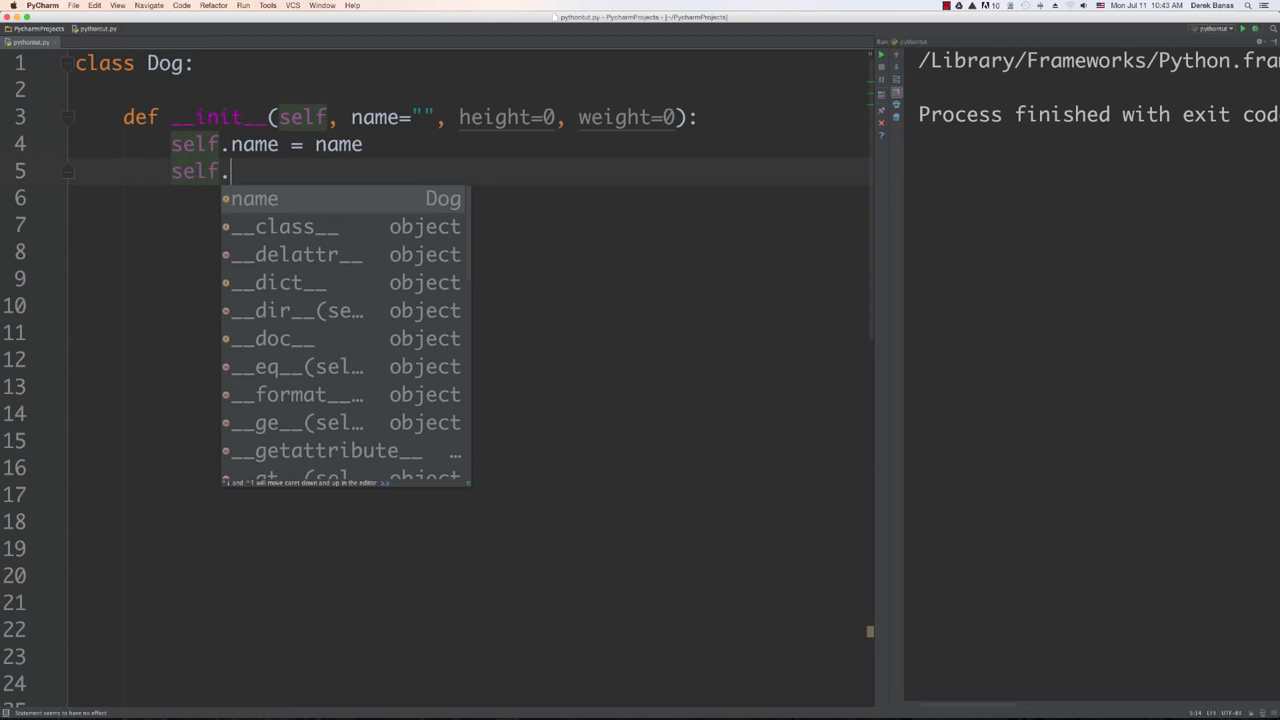 PyCharm File Edit View Navigate Code Refactor Run Tools VCS Window Help 10 Mon Jul 11 10:43 AM Derek Banas
pythontut.py - PycharmProjects - [~/PycharmProjects]
PycharmProjects pythontut.py pythontut
pythontut.py Run: pythontut
1 class Dog:
2
3 def __init__(self, name="", height=0, weight=0):
4 self.name = name
5 self.
6
7
8
9
10
11
12
13
14
15
16
17
18
19
20
21
22
23
24
name Dog
__class__ object
__delattr__ object
__dict__ object
__dir__(se… object
__doc__ object
__eq__(sel… object
__format__… object
__ge__(sel… object
__getattribute__ …
__gt__(sel… object
^↓ and ^↑ will move caret down and up in the editor >>
/Library/Frameworks/Python.fra
Process finished with exit cod
Statement seems to have no effect 5:14 LF÷ UTF-8÷